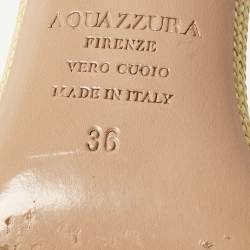 AQUAZZURA
FIRENZE
VERO CUOIO
MADE IN ITALY
36